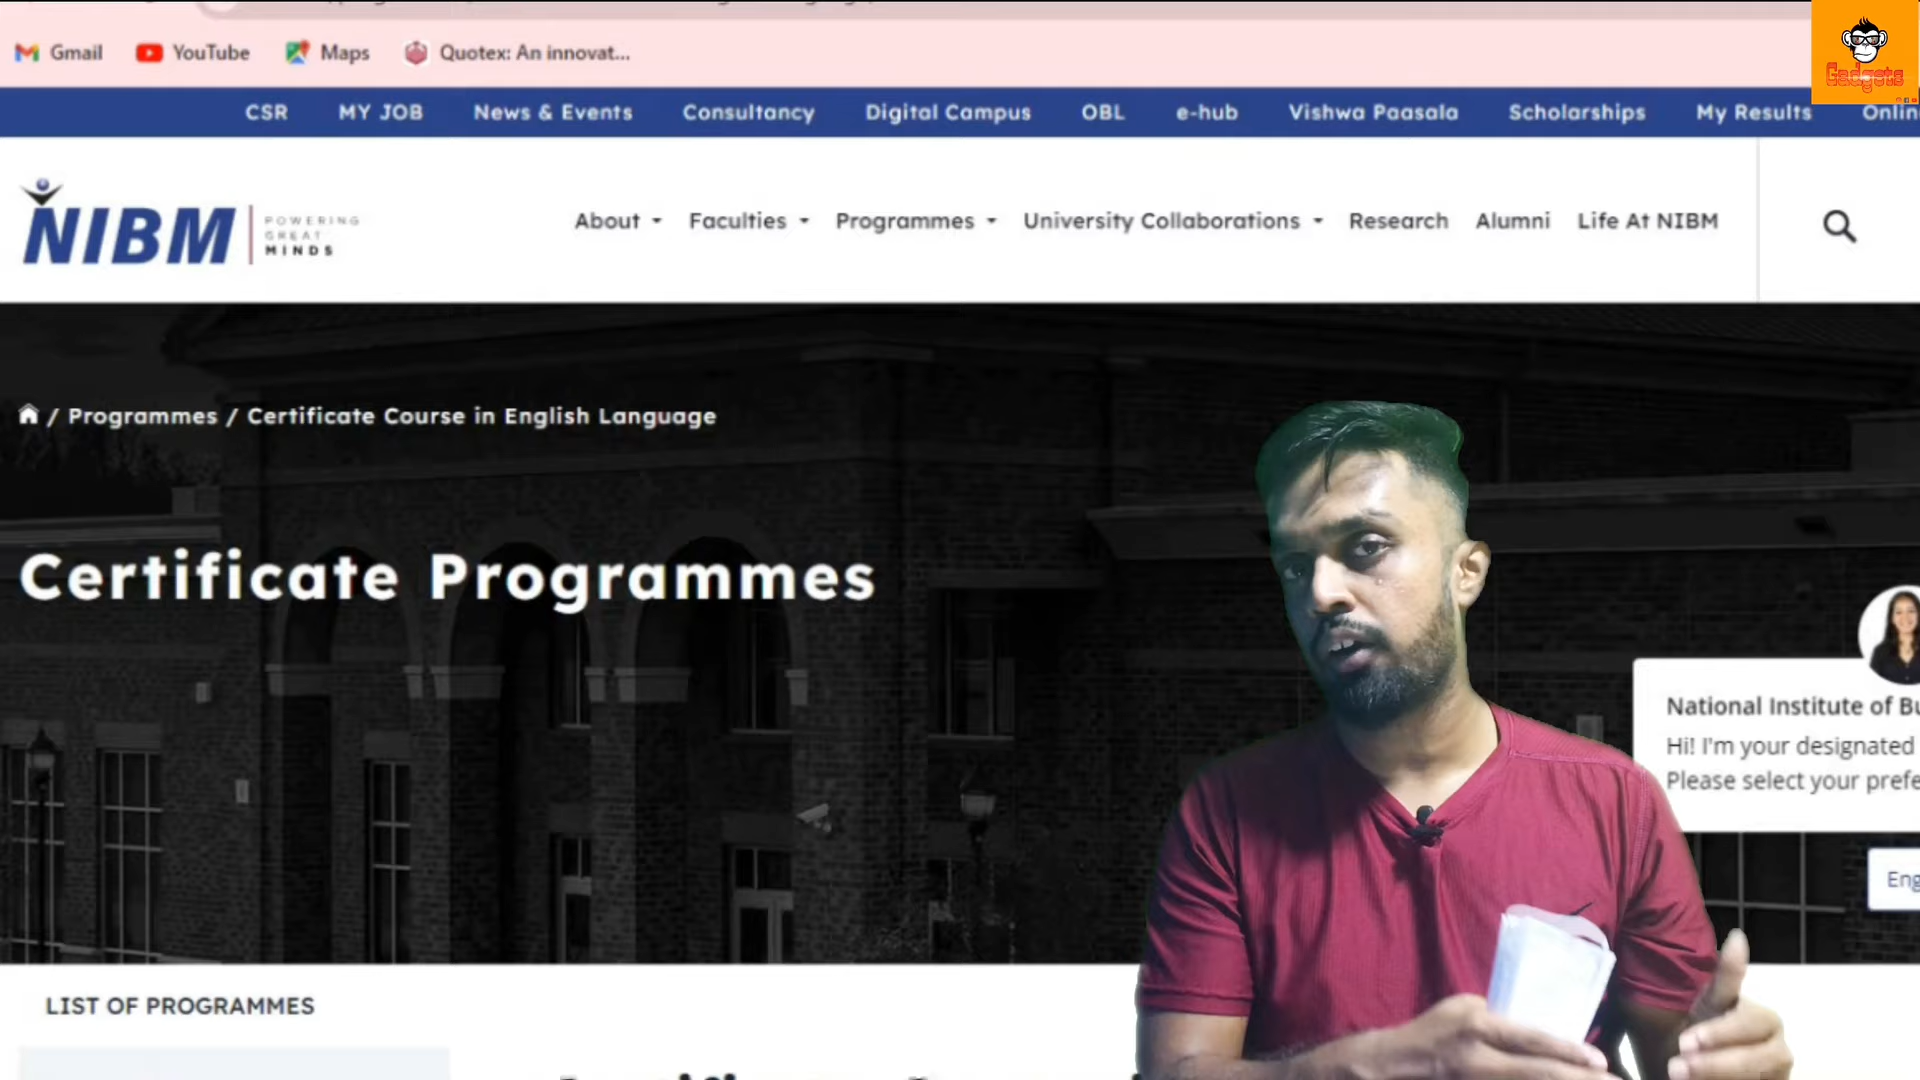 Gmail YouTube Maps Quotex: An innovat...
Gadgets
CSR MY JOB News & Events Consultancy Digital Campus OBL e-hub Vishwa Paasala Scholarships My Results Onlin
NIBM
POWERING
GREAT
MINDS
About Faculties Programmes University Collaborations Research Alumni Life At NIBM
/ Programmes / Certificate Course in English Language
Certificate Programmes
National Institute of Bu
Hi! I'm your designated
Please select your prefe
Eng
LIST OF PROGRAMMES